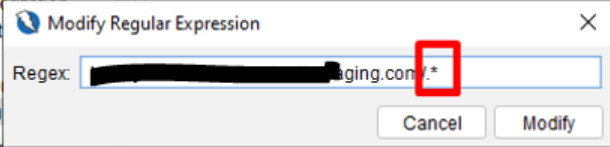 Modify Regular Expression
Regex: aging.com/.*
Cancel Modify